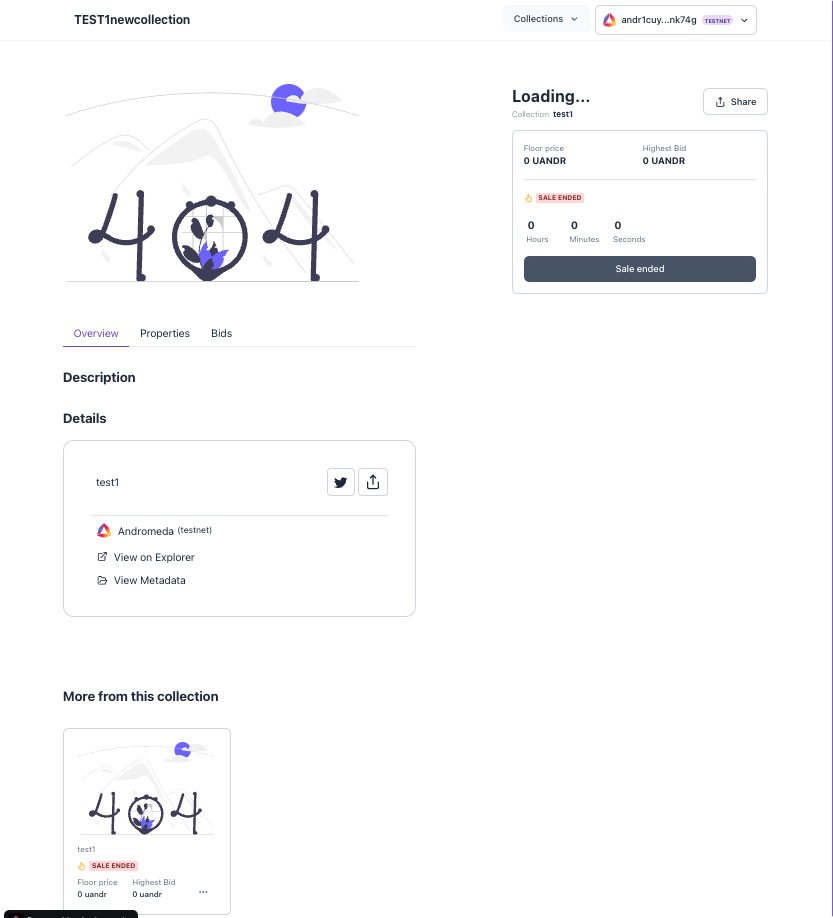 TEST1newcollection
Collections
andr1cuy...nk74g TESTNET
404
Loading...
Share
Collection: test1
Floor price Highest Bid
0 UANDR 0 UANDR
SALE ENDED
0 0 0
Hours Minutes Seconds
Sale ended
Overview Properties Bids
Description
Details
test1
Andromeda (testnet)
View on Explorer
View Metadata
More from this collection
404
test1
SALE ENDED
Floor price Highest Bid
0 uandr 0 uandr
...